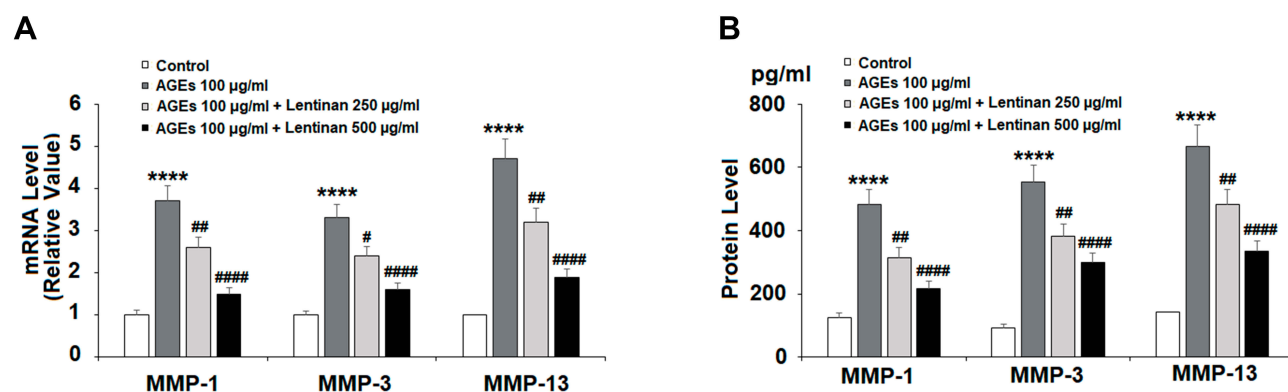 A
Control
AGEs 100 µg/ml
AGEs 100 µg/ml + Lentinan 250 µg/ml
AGEs 100 µg/ml + Lentinan 500 µg/ml
mRNA Level
(Relative Value)
6
5
4
3
2
1
0
****
##
####
****
#
####
****
##
####
MMP-1
MMP-3
MMP-13
B
pg/ml
Control
AGEs 100 µg/ml
AGEs 100 µg/ml + Lentinan 250 µg/ml
AGEs 100 µg/ml + Lentinan 500 µg/ml
Protein Level
800
600
400
200
0
****
##
####
****
##
####
****
##
####
MMP-1
MMP-3
MMP-13